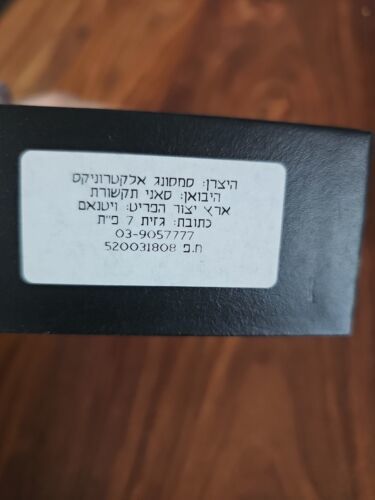 היצרן: סמסונג אלקטרוניקס
היבואן: סאני תקשורת
ארץ יצור הפריט: ויטנאם
כתובת: גזית 7 פ"ת
03-9057777
ח.פ 520031808